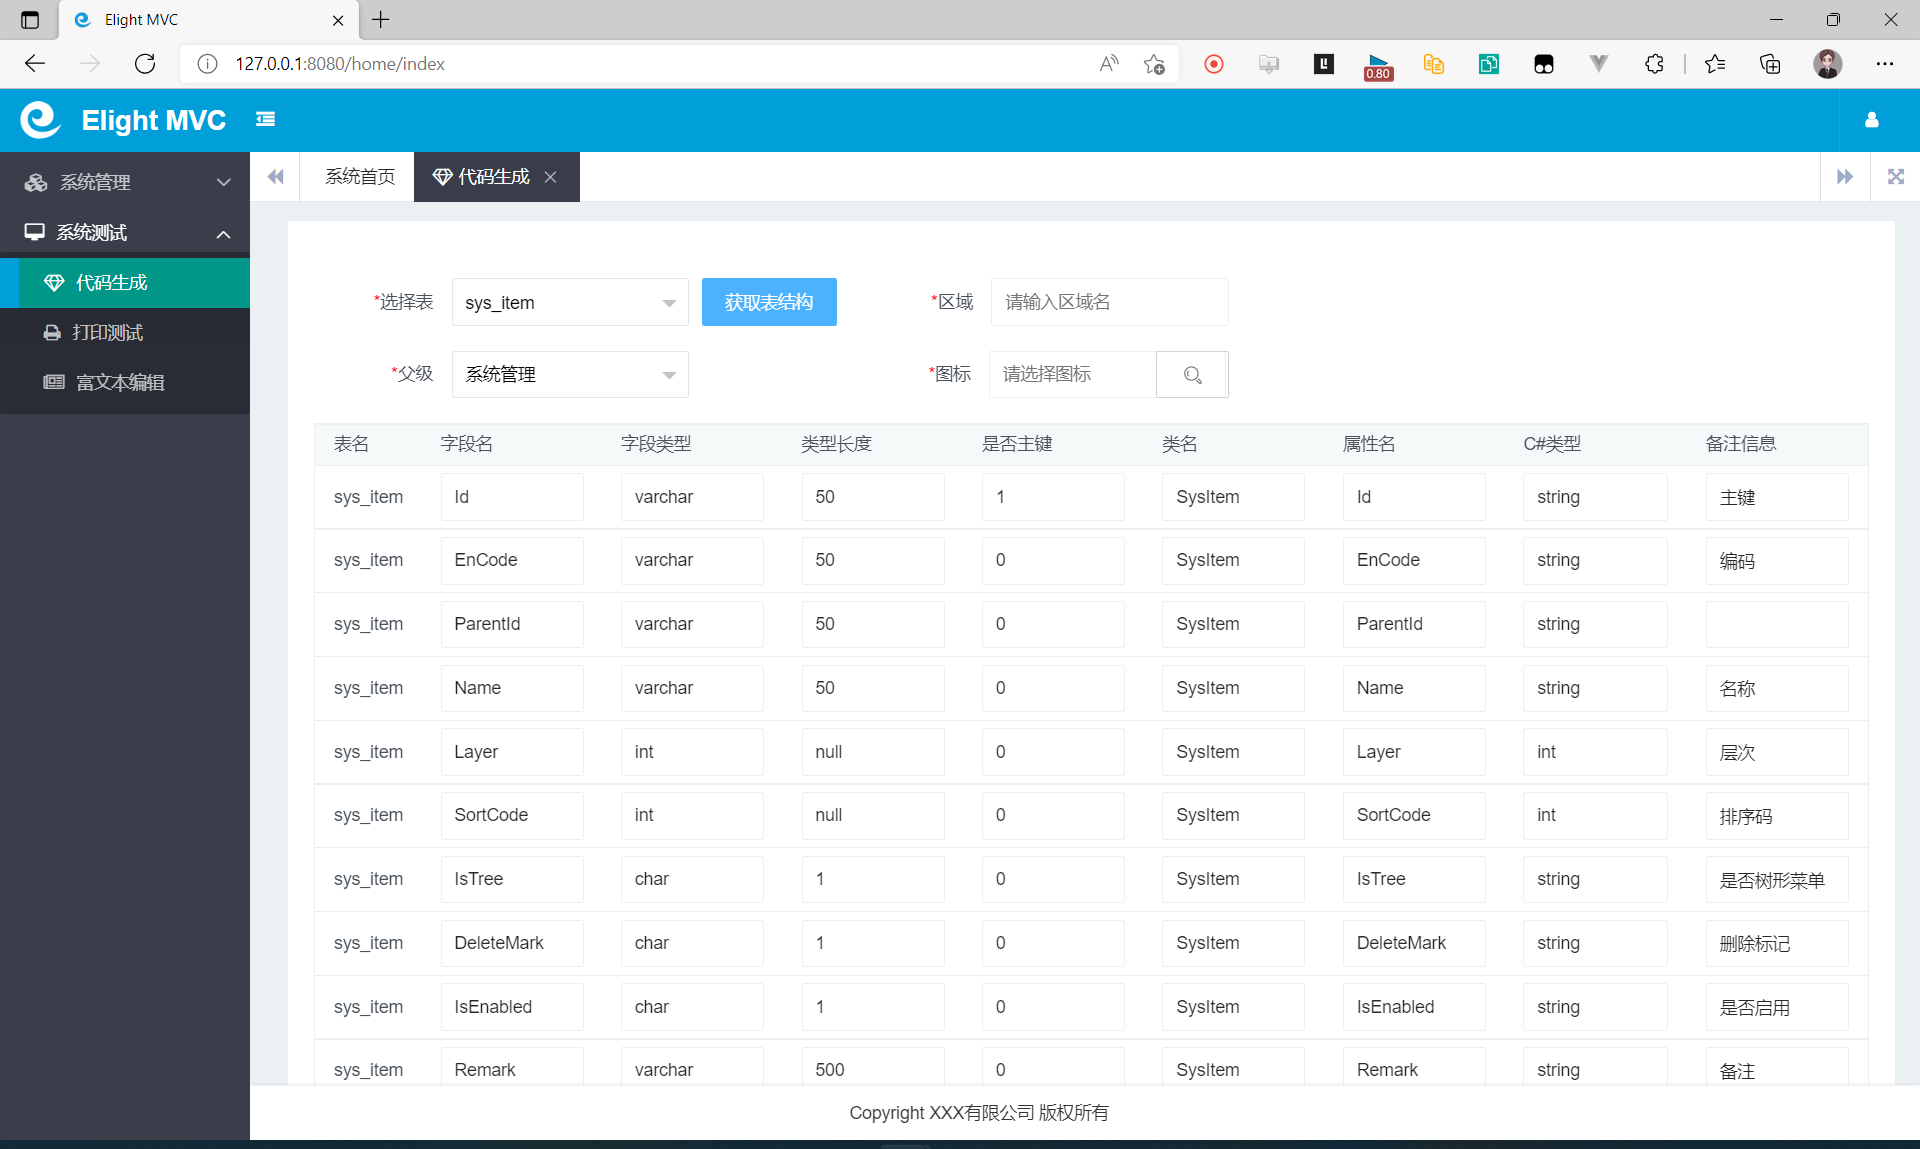 Elight MVC
127.0.0.1:8080/home/index
0.80
Elight MVC
系统管理
系统测试
代码生成
打印测试
富文本编辑
系统首页
代码生成
*选择表 sys_item 获取表结构 *区域 请输入区域名
*父级 系统管理 *图标 请选择图标
表名 字段名 字段类型 类型长度 是否主键 类名 属性名 C#类型 备注信息
sys_item Id varchar 50 1 SysItem Id string 主键
sys_item EnCode varchar 50 0 SysItem EnCode string 编码
sys_item ParentId varchar 50 0 SysItem ParentId string
sys_item Name varchar 50 0 SysItem Name string 名称
sys_item Layer int null 0 SysItem Layer int 层次
sys_item SortCode int null 0 SysItem SortCode int 排序码
sys_item IsTree char 1 0 SysItem IsTree string 是否树形菜单
sys_item DeleteMark char 1 0 SysItem DeleteMark string 删除标记
sys_item IsEnabled char 1 0 SysItem IsEnabled string 是否启用
sys_item Remark varchar 500 0 SysItem Remark string 备注
Copyright XXX有限公司 版权所有